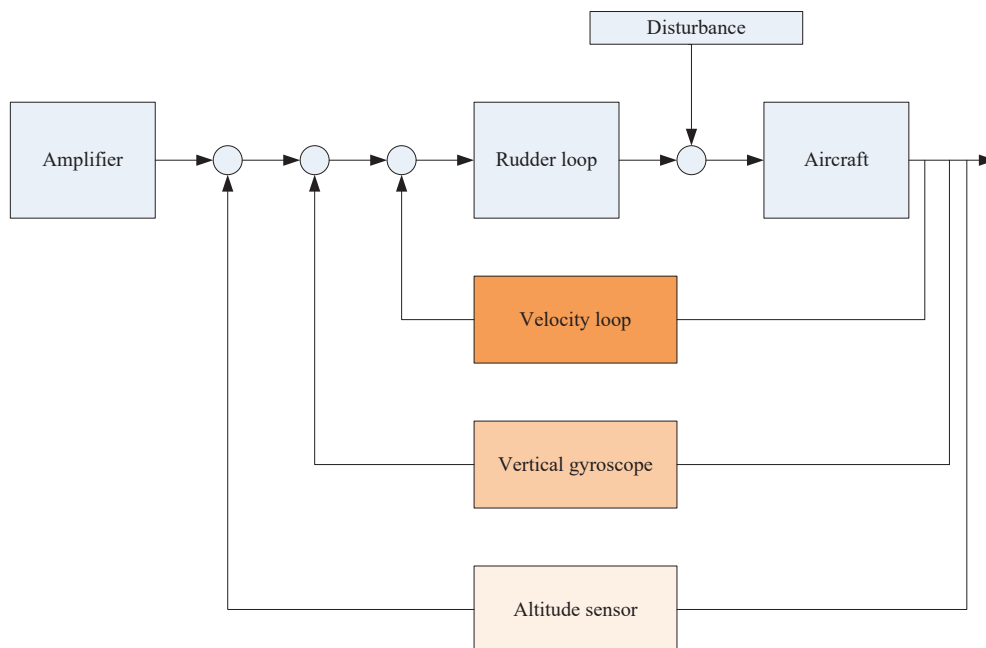 Disturbance
Amplifier
Rudder loop
Aircraft
Velocity loop
Vertical gyroscope
Altitude sensor